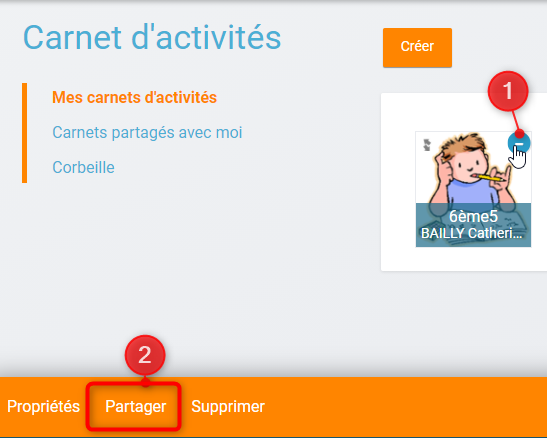 Carnet d'activités
Créer
1
Mes carnets d'activités
Carnets partagés avec moi
Corbeille
6ème5
BAILLY Catheri...
2
Propriétés
Partager
Supprimer